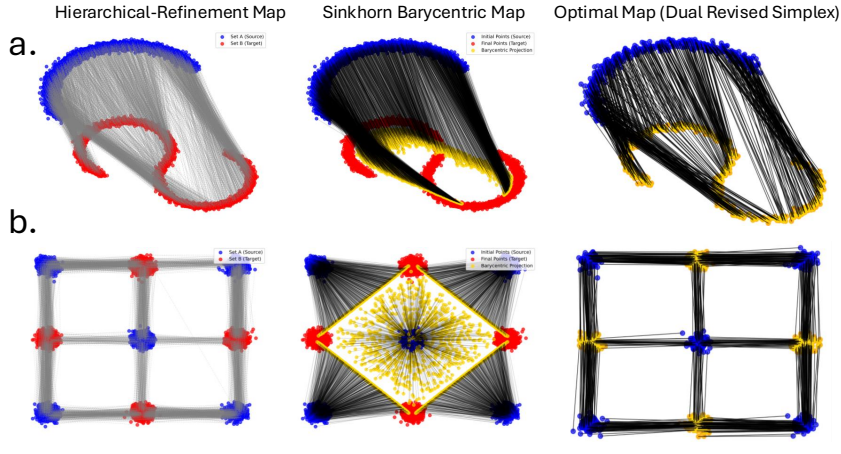 Hierarchical-Refinement Map
Sinkhorn Barycentric Map
Optimal Map (Dual Revised Simplex)
a.
Set A (Source)
Set B (Target)
Initial Points (Source)
Final Points (Target)
Barycentric Projection
b.
Set A (Source)
Set B (Target)
Initial Points (Source)
Final Points (Target)
Barycentric Projection